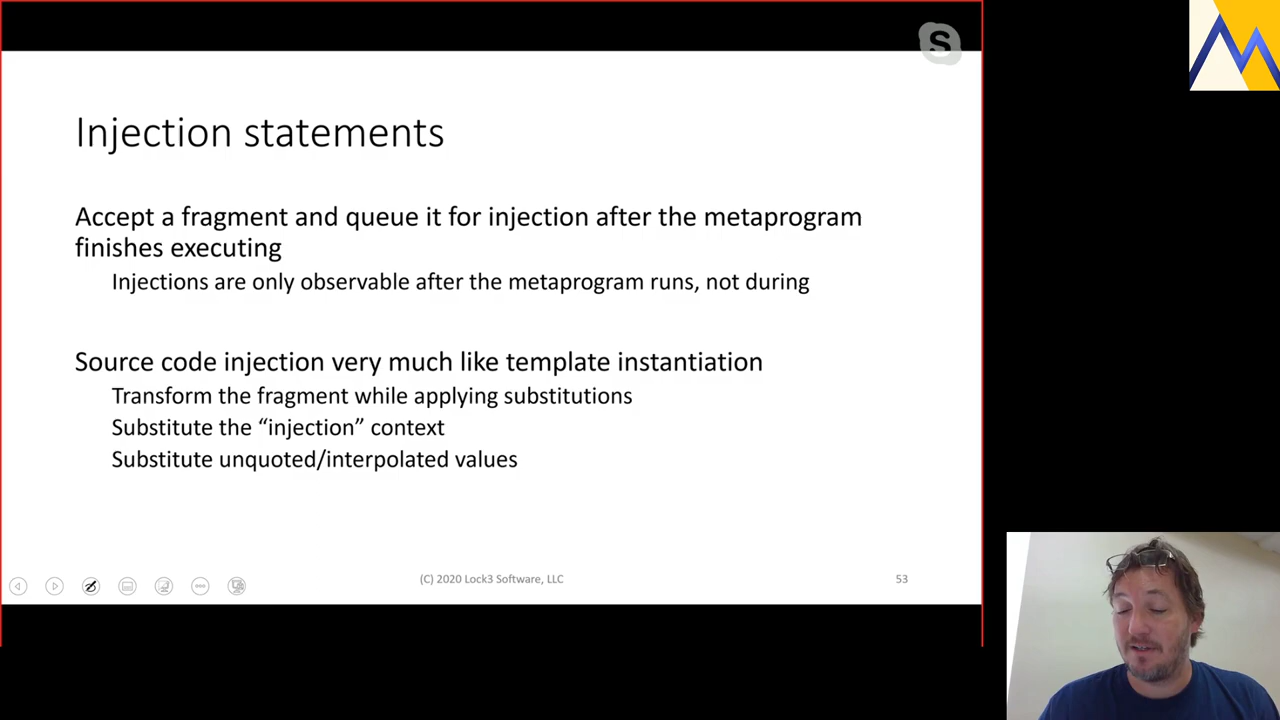 S
Injection statements
Accept a fragment and queue it for injection after the metaprogram
finishes executing
Injections are only observable after the metaprogram runs, not during
Source code injection very much like template instantiation
Transform the fragment while applying substitutions
Substitute the “injection” context
Substitute unquoted/interpolated values
(C) 2020 Lock3 Software, LLC
53